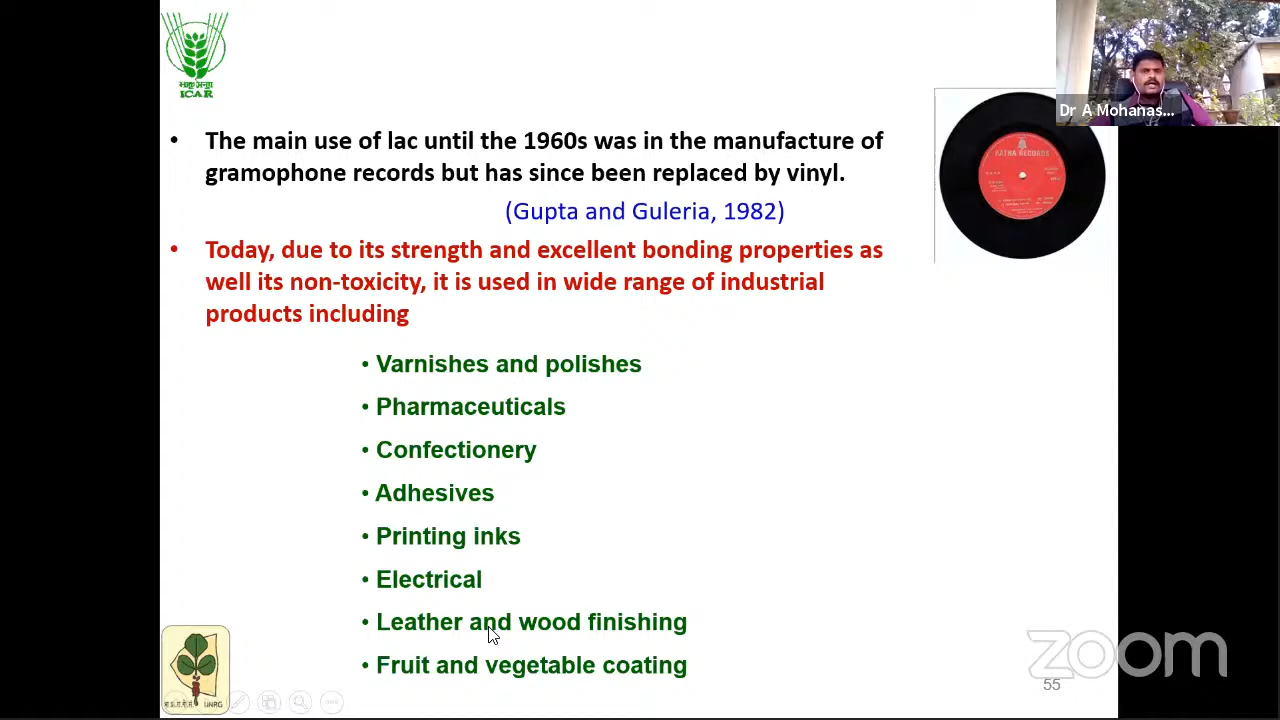 ICAR
Dr A Mohanas...
• The main use of lac until the 1960s was in the manufacture of
gramophone records but has since been replaced by vinyl.
(Gupta and Guleria, 1982)
• Today, due to its strength and excellent bonding properties as
well its non-toxicity, it is used in wide range of industrial
products including
• Varnishes and polishes
• Pharmaceuticals
• Confectionery
• Adhesives
• Printing inks
• Electrical
• Leather and wood finishing
• Fruit and vegetable coating
RECORDS
zoom
55